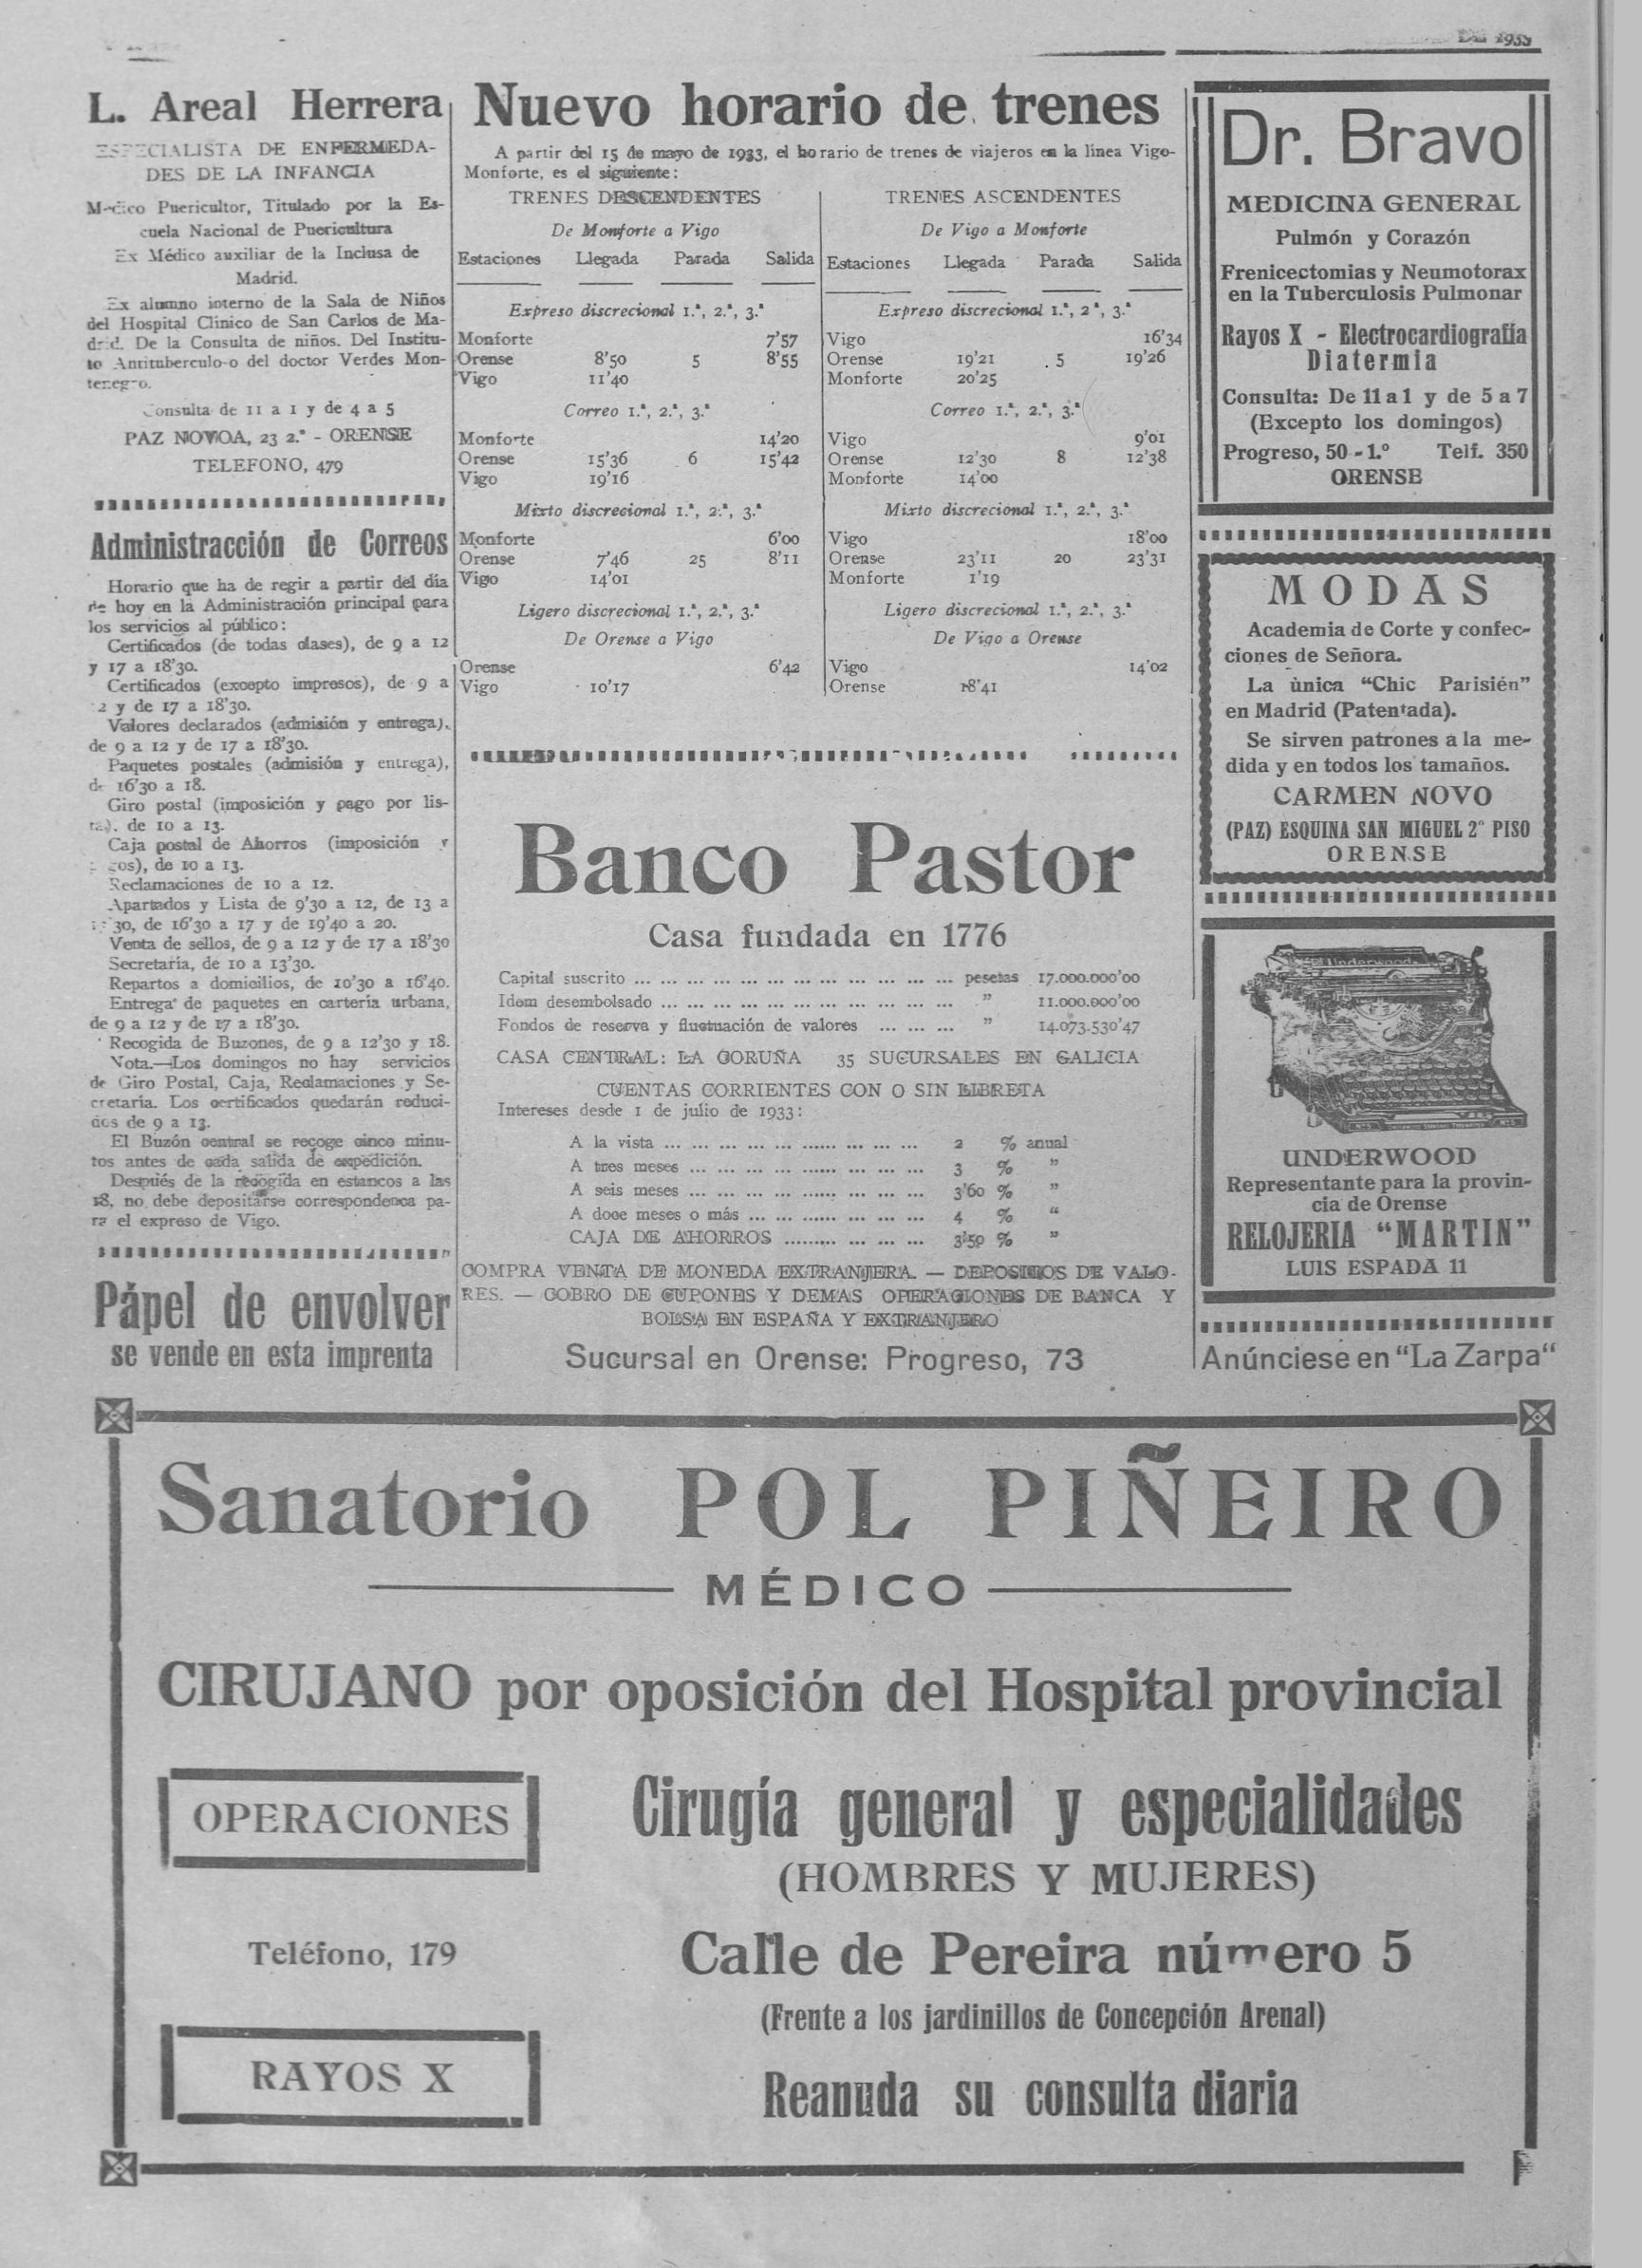 DE 1933
L. Areal Herrera
ESPECIALISTA DE ENFERMEDA-
DES DE LA INFANCIA
Médico Puericultor, Titulado por la Es-
cuela Nacional de Puericultura
Ex Médico auxiliar de la Inclusa de
Madrid.
Ex alumno interno de la Sala de Niños
del Hospital Clínico de San Carlos de Ma-
drid. De la Consulta de niños. Del Institu-
to Antituberculoso del doctor Verdes Mon-
tenegro.
Consulta de 11 a 1 y de 4 a 5
PAZ NOVOA, 23 2.º - ORENSE
TELEFONO, 479
Administracción de Correos
Horario que ha de regir a partir del día
de hoy en la Administración principal para
los servicios al público:
Certificados (de todas clases), de 9 a 12
y 17 a 18'30.
Certificados (excepto impresos), de 9 a
12 y de 17 a 18'30.
Valores declarados (admisión y entrega),
de 9 a 12 y de 17 a 18'30.
Paquetes postales (admisión y entrega),
de 16'30 a 18.
Giro postal (imposición y pago por lis-
ta), de 10 a 13.
Caja postal de Ahorros (imposición y
de 10 a 13.
Reclamaciones de 10 a 12.
Apartados y Lista de 9'30 a 12, de 13 a
de 16'30 a 17 y de 19'40 a 20.
Venta de sellos, de 9 a 12 y de 17 a 18'30
Secretaría, de 10 a 13'30.
Repartos a domicilios, de 10'30 a 16'40.
Entrega de paquetes en cartería urbana,
de 9 a 12 y de 17 a 18'30.
Recogida de Buzones, de 9 a 12'30 y 18.
Nota.—Los domingos no hay servicios
de Giro Postal, Caja, Reclamaciones y Se-
cretaría. Los certificados quedarán reduci-
dos de 9 a 13.
El Buzón central se recoge cinco minu-
tos antes de cada salida de expedición.
Después de la recogida en estancos a las
18, no debe depositarse correspondenca pa-
ra el expreso de Vigo.
Pápel de envolver
se vende en esta imprenta
Nuevo horario de trenes
A partir del 15 de mayo de 1933, el horario de trenes de viajeros en la línea Vigo-
Monforte, es el siguiente:
TRENES DESCENDENTES
De Monforte a Vigo
Estaciones Llegada Parada Salida
Expreso discrecional 1.ª, 2.ª, 3.ª
Monforte 7'57
Orense 8'50 5 8'55
Vigo 11'40
Correo 1.ª, 2.ª, 3.ª
Monforte 14'20
Orense 15'36 6 15'42
Vigo 19'16
Mixto discrecional 1.ª, 2.ª, 3.ª
Monforte 6'00
Orense 7'46 25 8'11
Vigo 14'01
Ligero discrecional 1.ª, 2.ª, 3.ª
De Orense a Vigo
Orense 6'42
Vigo 10'17
TRENES ASCENDENTES
De Vigo a Monforte
Estaciones Llegada Parada Salida
Expreso discrecional 1.ª, 2ª, 3.ª
Vigo 16'34
Orense 19'21 5 19'26
Monforte 20'25
Correo 1.ª, 2.ª, 3.ª
Vigo 9'01
Orense 12'30 8 12'38
Monforte 14'00
Mixto discrecional 1.ª, 2.ª, 3.ª
Vigo 18'00
Orense 23'11 20 23'31
Monforte 1'19
Ligero discrecional 1.ª, 2.ª, 3.ª
De Vigo a Orense
Vigo 14'02
Orense 18'41
Banco Pastor
Casa fundada en 1776
Capital suscrito ... pesetas 17.000.000'00
Idem desembolsado ... " 11.000.000'00
Fondos de reserva y fluctuación de valores ... " 14.073.530'47
CASA CENTRAL: LA CORUÑA 35 SUCURSALES EN GALICIA
CUENTAS CORRIENTES CON O SIN LIBRETA
Intereses desde 1 de julio de 1933:
A la vista ... 2 % anual
A tres meses ... 3 % "
A seis meses ... 3'60 % "
A doce meses o más ... 4 % "
CAJA DE AHORROS ... 3'50 % "
COMPRA VENTA DE MONEDA EXTRANJERA. — DEPOSITOS DE VALO-
RES. — COBRO DE CUPONES Y DEMAS OPERACIONES DE BANCA Y
BOLSA EN ESPAÑA Y EXTRANJERO
Sucursal en Orense: Progreso, 73
Dr. Bravo
MEDICINA GENERAL
Pulmón y Corazón
Frenicectomias y Neumotorax
en la Tuberculosis Pulmonar
Rayos X - Electrocardiografía
Diatermia
Consulta: De 11 a 1 y de 5 a 7
(Excepto los domingos)
Progreso, 50 - 1.º Telf. 350
ORENSE
MODAS
Academia de Corte y confec-
ciones de Señora.
La ùnica "Chic Parisién"
en Madrid (Patentada).
Se sirven patrones a la me-
dida y en todos los tamaños.
CARMEN NOVO
(PAZ) ESQUINA SAN MIGUEL 2º PISO
ORENSE
Underwood
UNDERWOOD
Representante para la provin-
cia de Orense
RELOJERIA "MARTIN"
LUIS ESPADA 11
Anúnciese en "La Zarpa"
Sanatorio POL PIÑEIRO
MÉDICO
CIRUJANO por oposición del Hospital provincial
OPERACIONES
Teléfono, 179
RAYOS X
Cirugía general y especialidades
(HOMBRES Y MUJERES)
Calle de Pereira número 5
(Frente a los jardinillos de Concepción Arenal)
Reanuda su consulta diaria